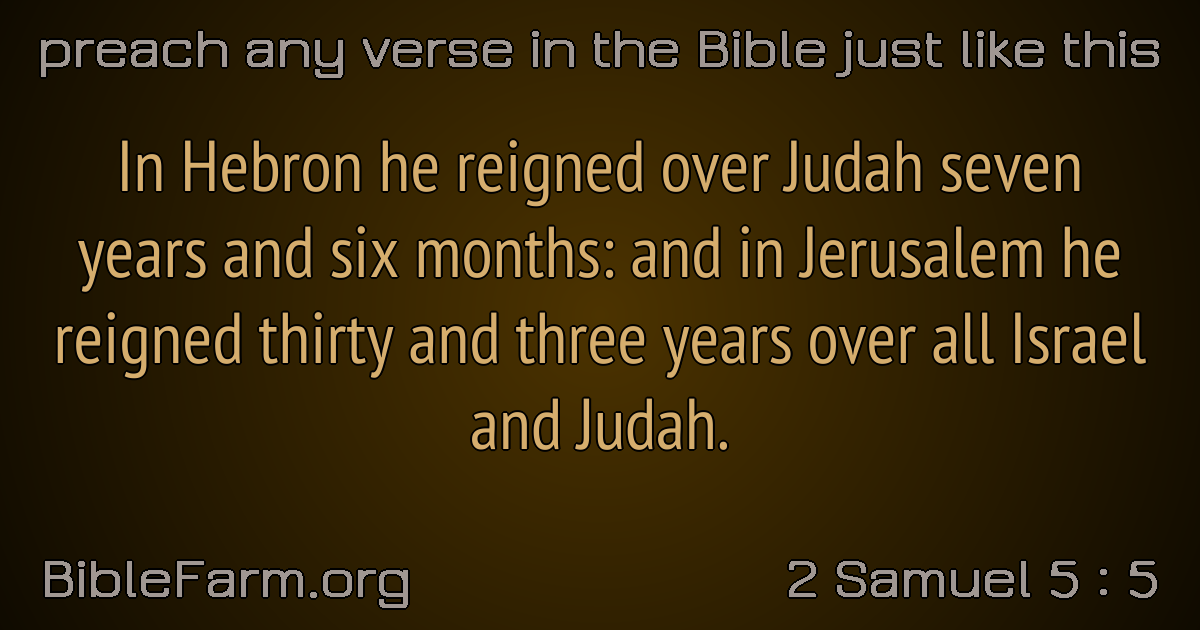 preach any verse in the Bible just like this
In Hebron he reigned over Judah seven
years and six months: and in Jerusalem he
reigned thirty and three years over all Israel
and Judah.
BibleFarm.org
2 Samuel 5 : 5